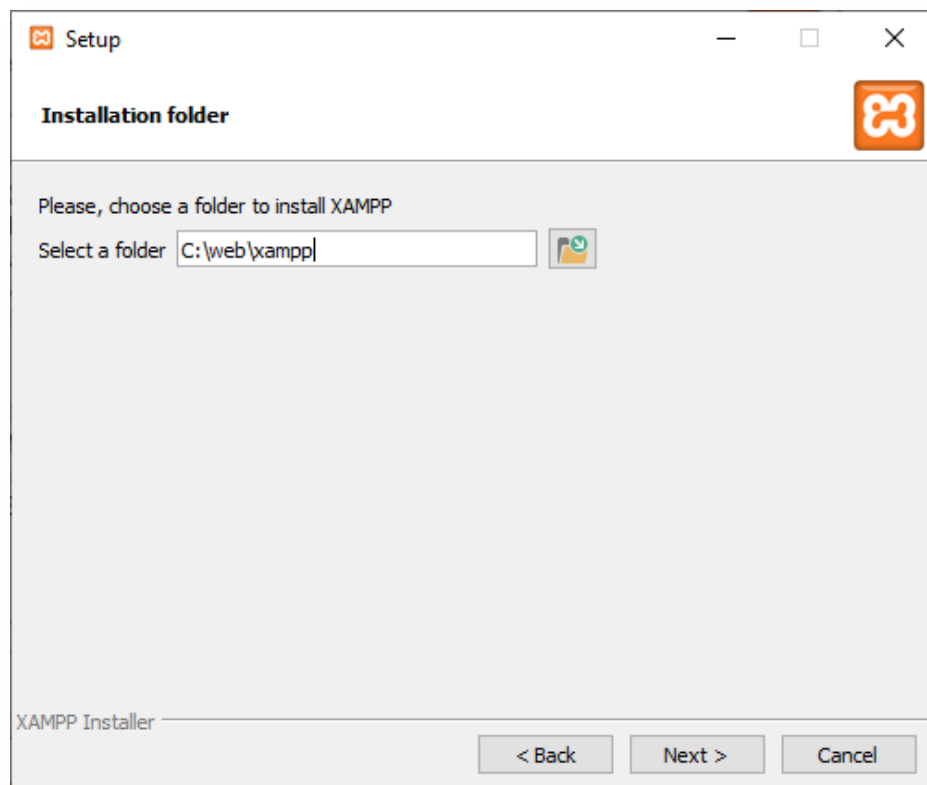 Setup
Installation folder
Please, choose a folder to install XAMPP
Select a folder C:\web\xampp
XAMPP Installer
< Back Next > Cancel